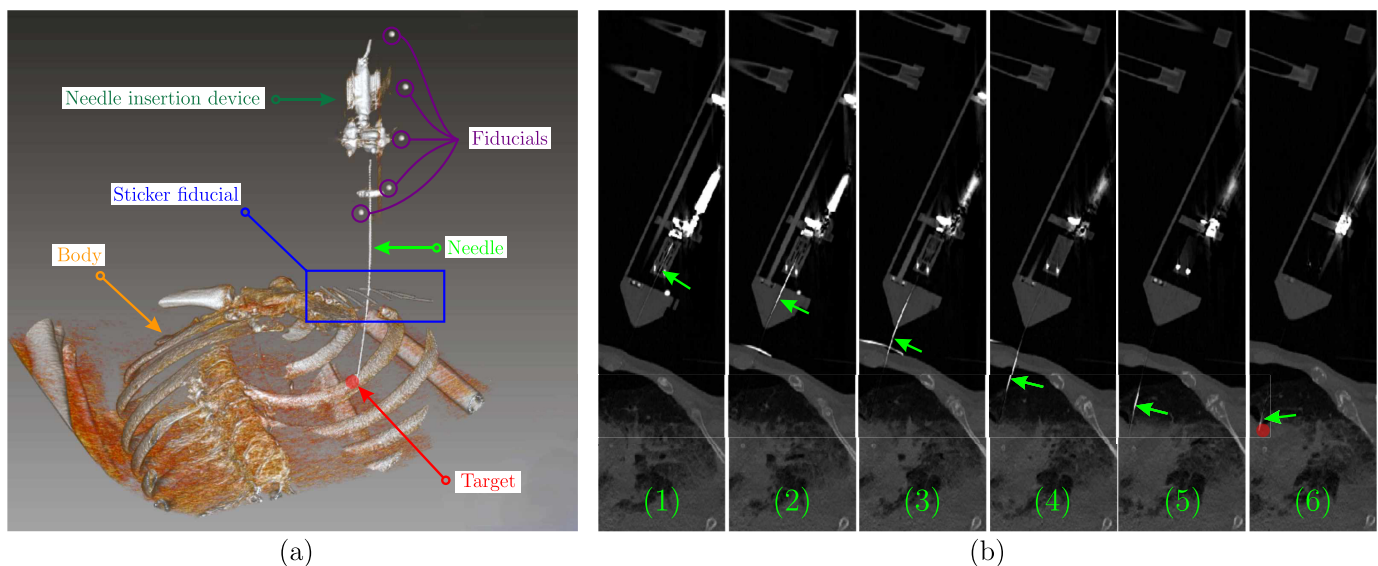 Needle insertion device
Fiducials
Sticker fiducial
Body
Needle
Target
(a)
(1) (2) (3) (4) (5) (6)
(b)